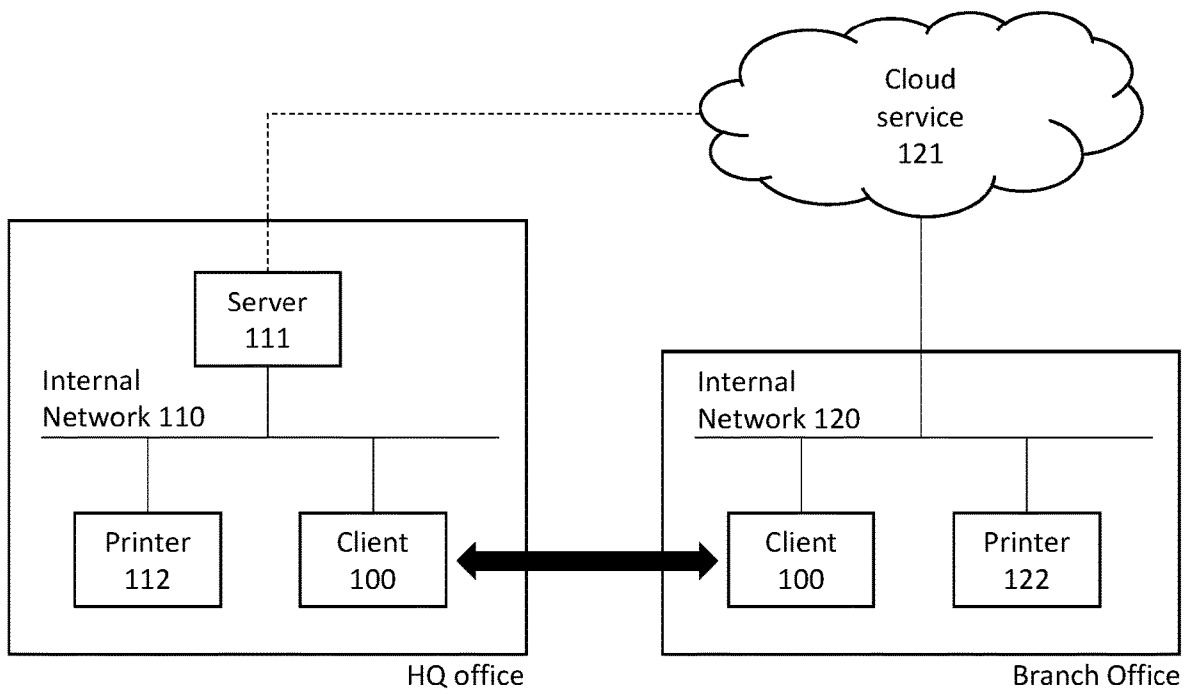 Cloud
service
121
Server
111
Internal
Network 110
Printer
112
Client
100
HQ office
Internal
Network 120
Client
100
Printer
122
Branch Office